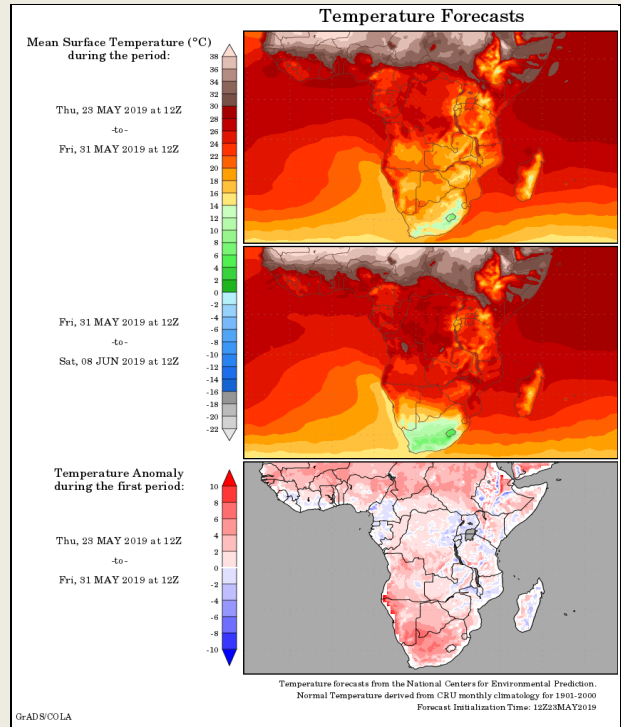 Temperature Forecasts
Mean Surface Temperature (°C)
during the period:
Thu, 23 MAY 2019 at 12Z
-to-
Fri, 31 MAY 2019 at 12Z
38
36
34
32
30
28
26
24
22
20
18
16
14
12
10
8
6
4
2
0
-2
-4
-6
-8
-10
-12
-14
-16
-18
-20
-22
Fri, 31 MAY 2019 at 12Z
-to-
Sat, 08 JUN 2019 at 12Z
Temperature Anomaly
during the first period:
Thu, 23 MAY 2019 at 12Z
-to-
Fri, 31 MAY 2019 at 12Z
10
8
6
4
2
0
-2
-4
-6
-8
-10
Temperature forecasts from the National Centers for Environmental Prediction.
Normal Temperature derived from CRU monthly climatology for 1901-2000
Forecast Initialization Time: 12Z23MAY2019
GrADS/COLA